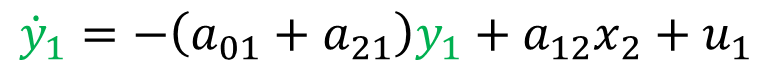 ẏ₁ = −(a₀₁ + a₂₁)y₁ + a₁₂x₂ + u₁